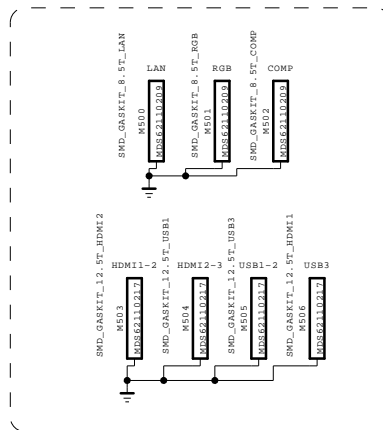 LAN
SMD_GASKIT_8.5T_LAN
M500
MDS62110209
RGB
SMD_GASKIT_8.5T_RGB
M501
MDS62110209
COMP
SMD_GASKIT_8.5T_COMP
M502
MDS62110209
HDMI1-2
SMD_GASKIT_12.5T_HDMI2
M503
MDS62110217
HDMI2-3
SMD_GASKIT_12.5T_USB1
M504
MDS62110217
USB1-2
SMD_GASKIT_12.5T_USB3
M505
MDS62110217
USB3
SMD_GASKIT_12.5T_HDMI1
M506
MDS62110217